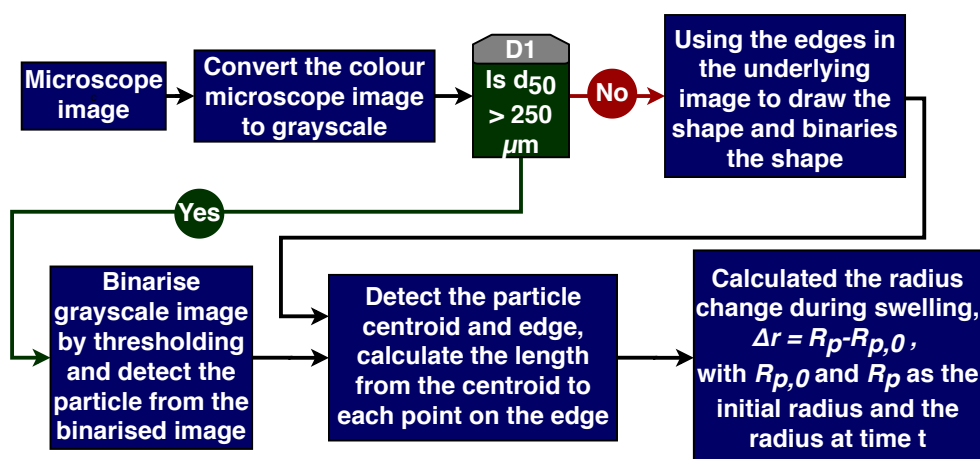 Microscope
image
Convert the colour
microscope image
to grayscale
D1
Is d50
> 250
µm
No
Using the edges in
the underlying
image to draw the
shape and binaries
the shape
Yes
Binarise
grayscale image
by thresholding
and detect the
particle from the
binarised image
Detect the particle
centroid and edge,
calculate the length
from the centroid to
each point on the edge
Calculated the radius
change during swelling,
Δr = Rp-Rp,0 ,
with Rp,0 and Rp as the
initial radius and the
radius at time t